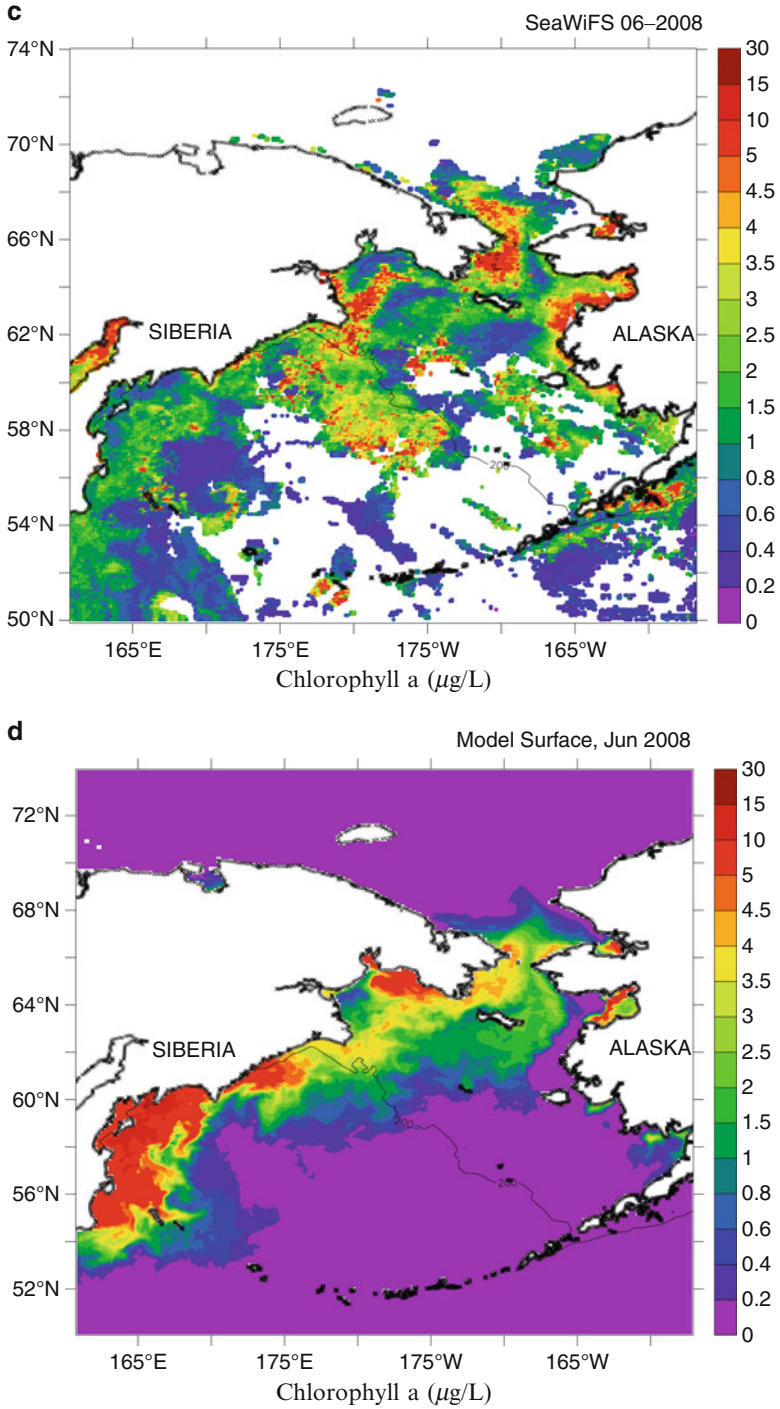 c
SeaWiFS 06–2008
74°N
70°N
66°N
62°N
58°N
54°N
50°N
SIBERIA
ALASKA
200
165°E
175°E
175°W
165°W
Chlorophyll a (µg/L)
30
15
10
5
4.5
4
3.5
3
2.5
2
1.5
1
0.8
0.6
0.4
0.2
0
d
Model Surface, Jun 2008
72°N
68°N
64°N
60°N
56°N
52°N
SIBERIA
ALASKA
200
200
165°E
175°E
175°W
165°W
Chlorophyll a (µg/L)
30
15
10
5
4.5
4
3.5
3
2.5
2
1.5
1
0.8
0.6
0.4
0.2
0